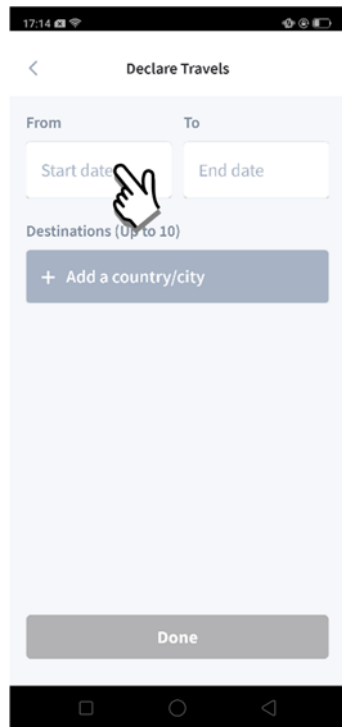 17:14
Declare Travels
From To
Start date End date
Destinations (Up to 10)
+ Add a country/city
Done